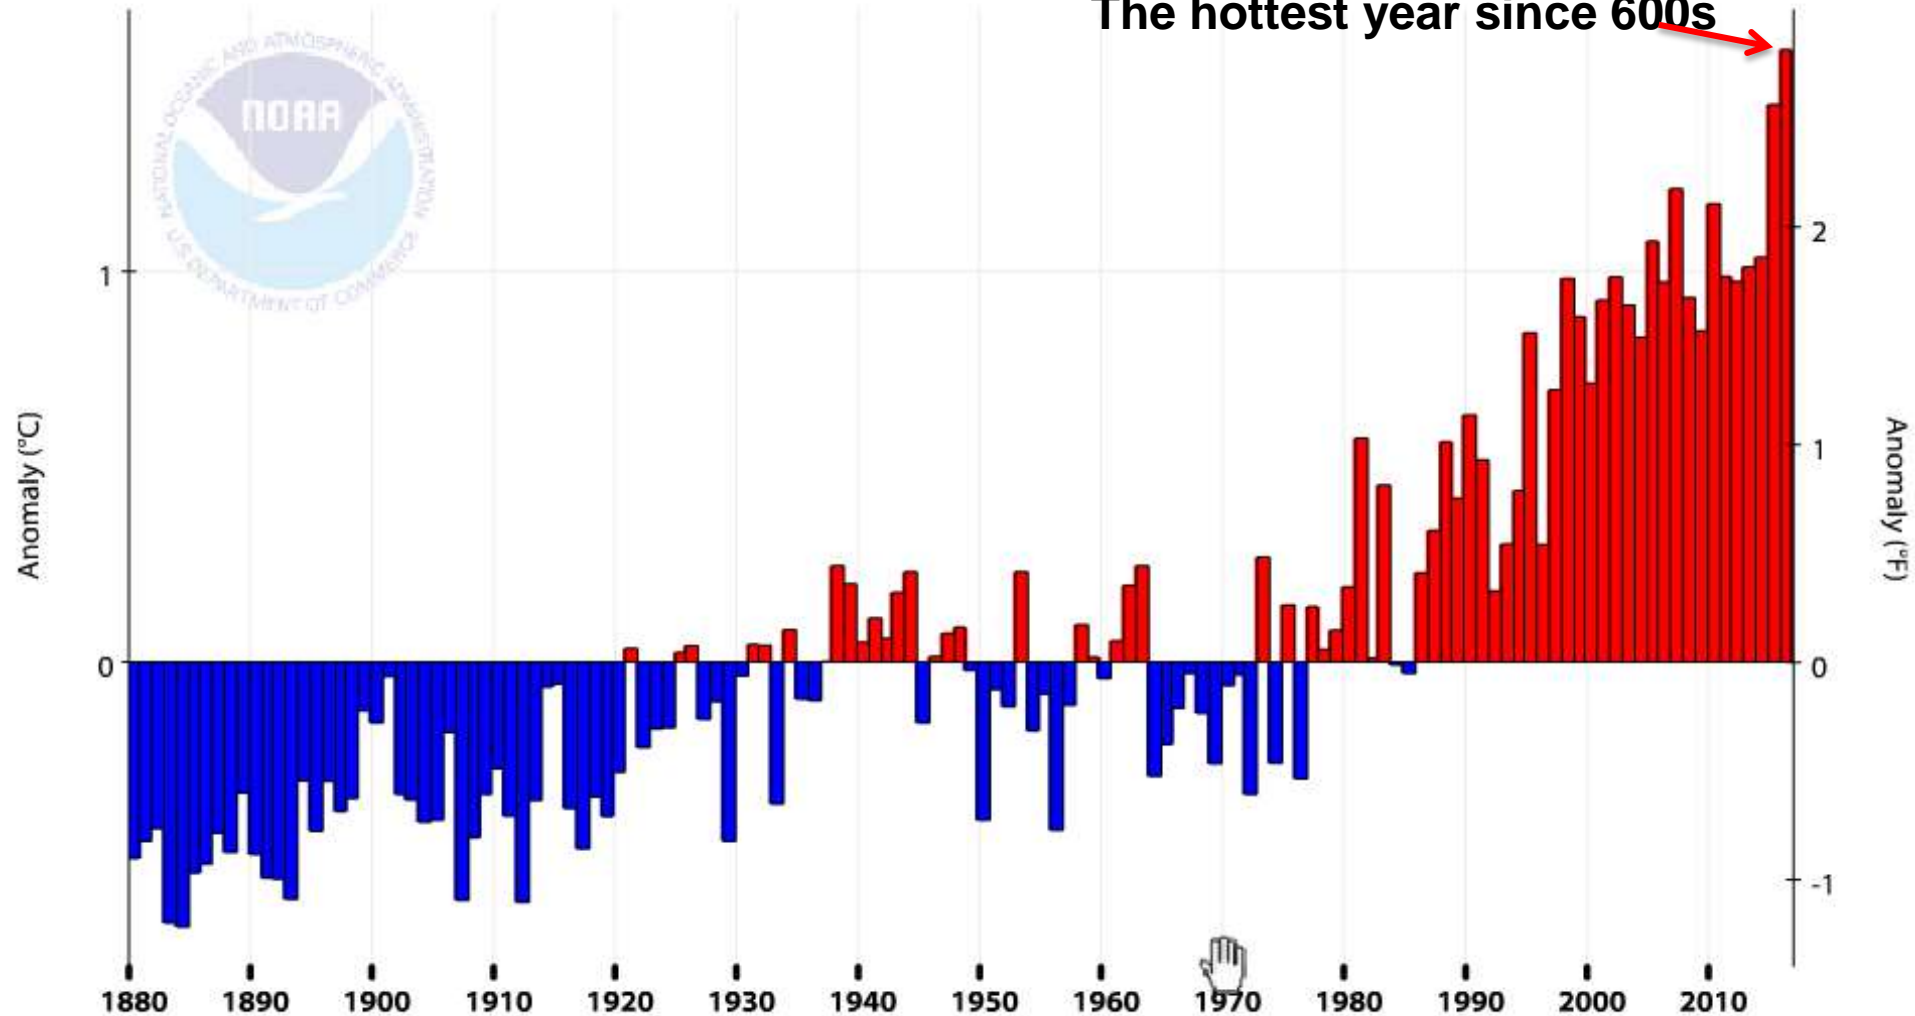 The hottest year since 600s
NATIONAL OCEANIC AND ATMOSPHERIC ADMINISTRATION
NOAA
U.S. DEPARTMENT OF COMMERCE
Anomaly (°C)
1
0
2
1
0
-1
Anomaly (°F)
1880 1890 1900 1910 1920 1930 1940 1950 1960 1970 1980 1990 2000 2010